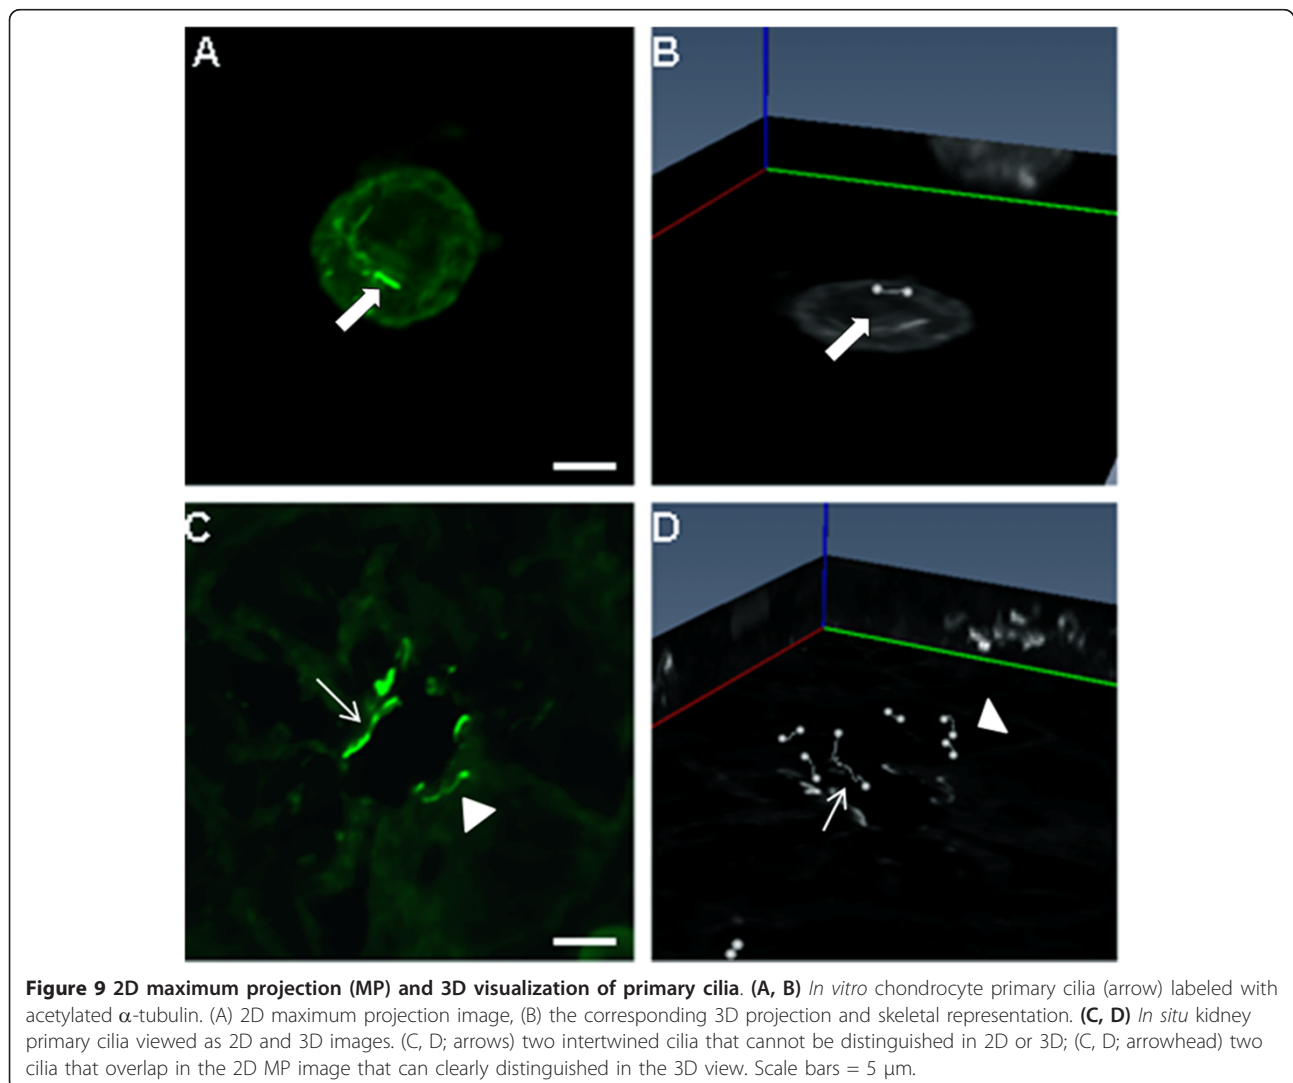 A
B
C
D
Figure 9 2D maximum projection (MP) and 3D visualization of primary cilia. (A, B) In vitro chondrocyte primary cilia (arrow) labeled with
acetylated α-tubulin. (A) 2D maximum projection image, (B) the corresponding 3D projection and skeletal representation. (C, D) In situ kidney
primary cilia viewed as 2D and 3D images. (C, D; arrows) two intertwined cilia that cannot be distinguished in 2D or 3D; (C, D; arrowhead) two
cilia that overlap in the 2D MP image that can clearly distinguished in the 3D view. Scale bars = 5 μm.